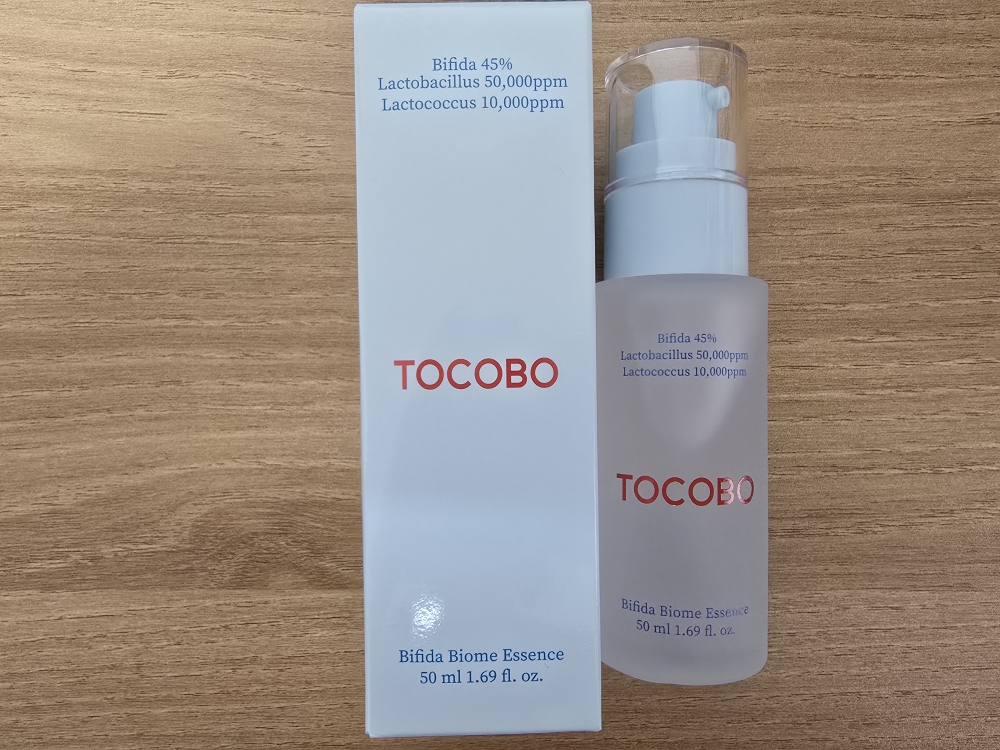 Bifida 45%
Lactobacillus 50,000ppm
Lactococcus 10,000ppm
TOCOBO
Bifida Biome Essence
50 ml 1.69 fl. oz.
Bifida 45%
Lactobacillus 50,000ppm
Lactococcus 10,000ppm
TOCOBO
Bifida Biome Essence
50 ml 1.69 fl. oz.